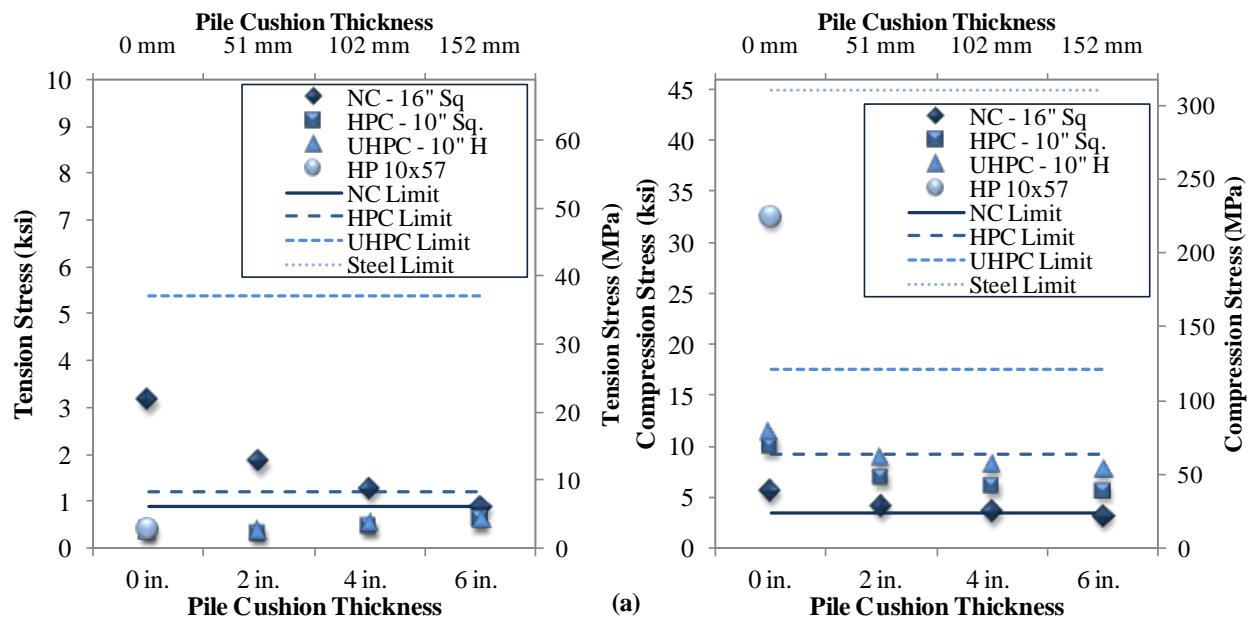 Pile Cushion Thickness
0 mm 51 mm 102 mm 152 mm
10
9
8
7
6
5
4
3
2
1
0
Tension Stress (ksi)
NC - 16" Sq
HPC - 10" Sq.
UHPC - 10" H
HP 10x57
NC Limit
HPC Limit
UHPC Limit
Steel Limit
60
50
40
30
20
10
0
Tension Stress (MPa)
0 in. 2 in. 4 in. 6 in.
Pile Cushion Thickness
(a)
Pile Cushion Thickness
0 mm 51 mm 102 mm 152 mm
45
40
35
30
25
20
15
10
5
0
Compression Stress (ksi)
NC - 16" Sq
HPC - 10" Sq.
UHPC - 10" H
HP 10x57
NC Limit
HPC Limit
UHPC Limit
Steel Limit
300
250
200
150
100
50
0
Compression Stress (MPa)
0 in. 2 in. 4 in. 6 in.
Pile Cushion Thickness